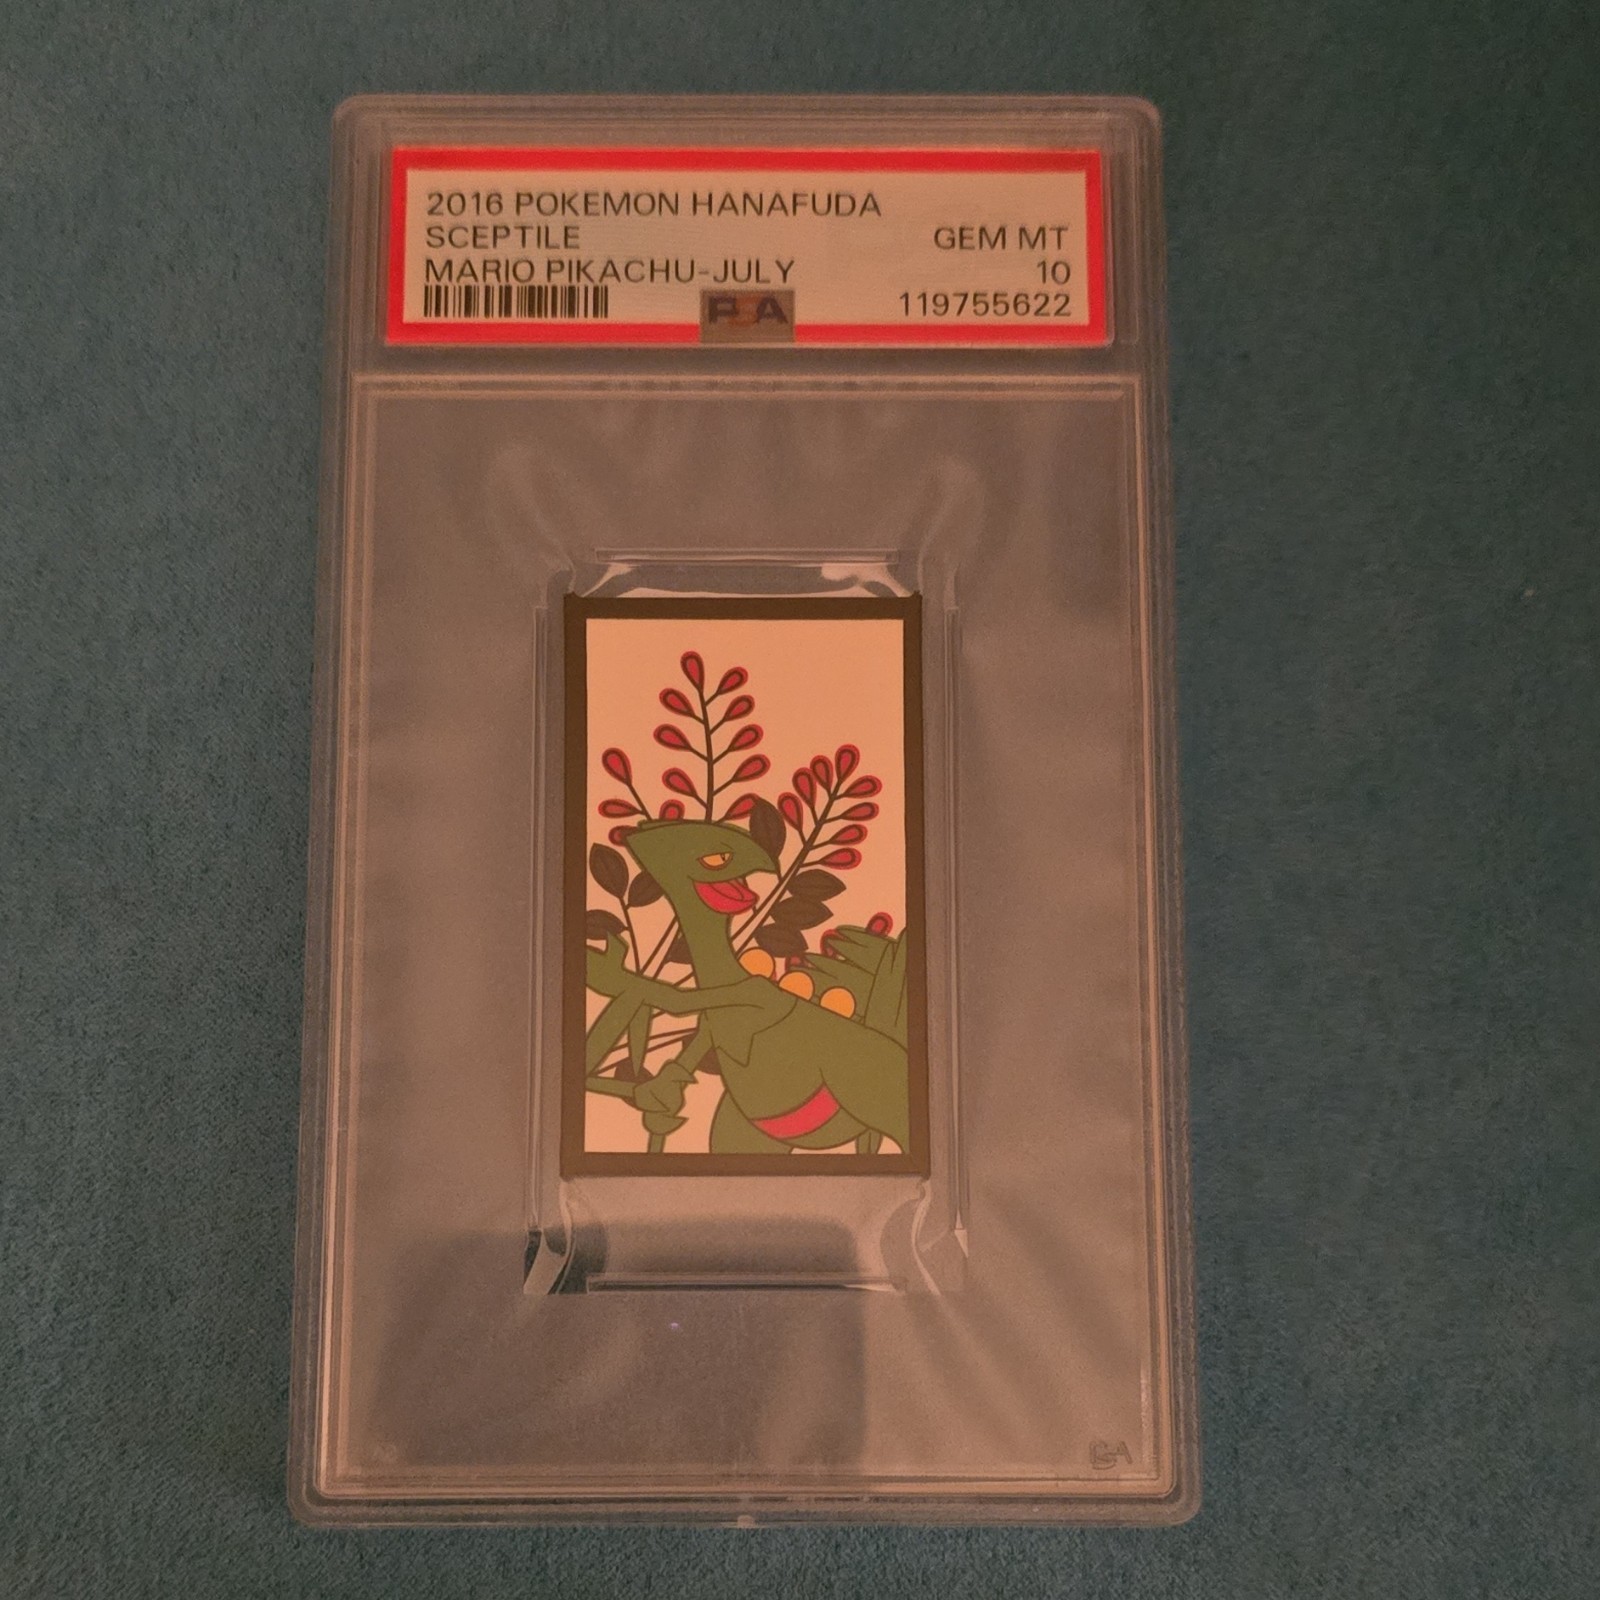 2016 POKEMON HANAFUDA
SCEPTILE GEM MT
MARIO PIKACHU-JULY 10
PSA 119755622